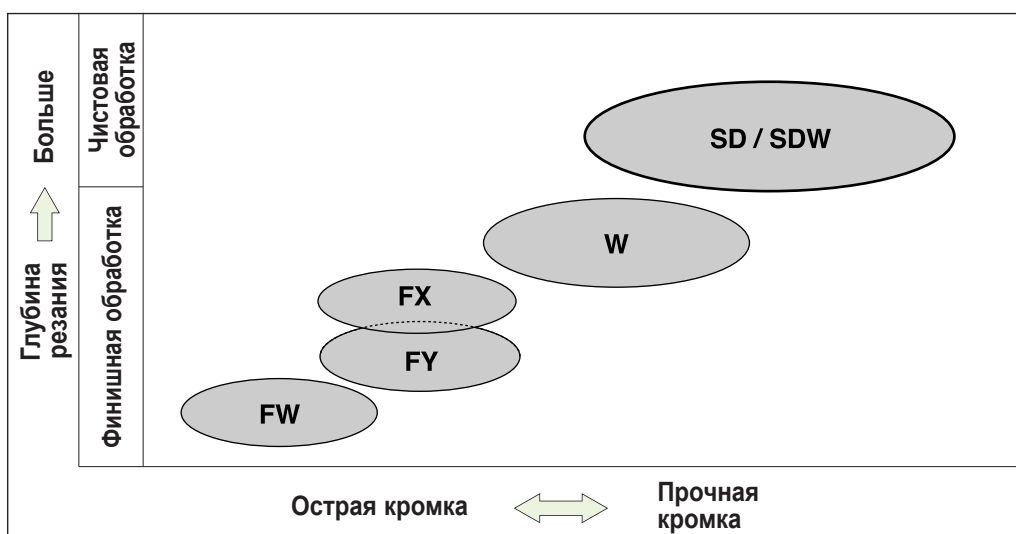 Больше
Глубина
резания
Чистовая
обработка
Финишная обработка
SD / SDW
W
FX
FY
FW
Острая кромка
Прочная
кромка